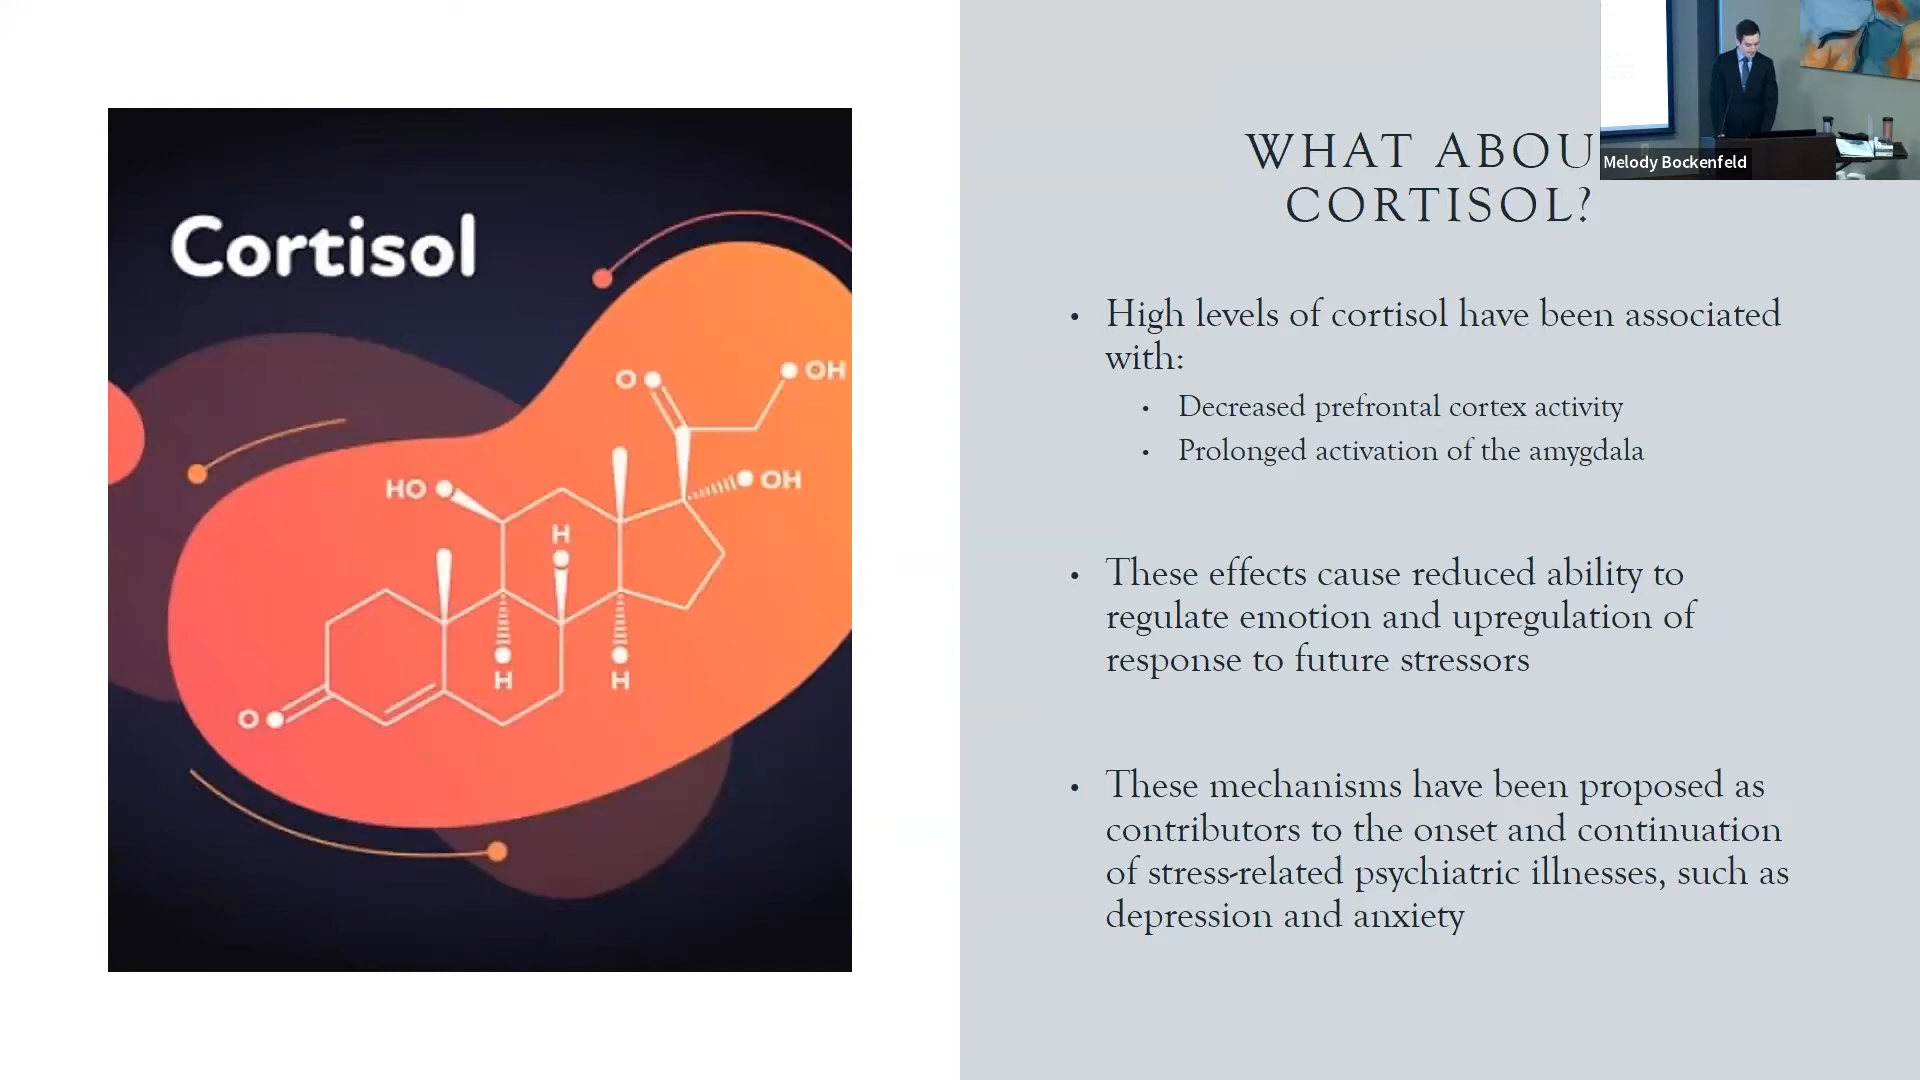 Cortisol
O
OH
HO
OH
H
O
H
H
WHAT ABOU
CORTISOL?
Melody Bockenfeld
• High levels of cortisol have been associated
with:
• Decreased prefrontal cortex activity
• Prolonged activation of the amygdala
• These effects cause reduced ability to
regulate emotion and upregulation of
response to future stressors
• These mechanisms have been proposed as
contributors to the onset and continuation
of stress-related psychiatric illnesses, such as
depression and anxiety